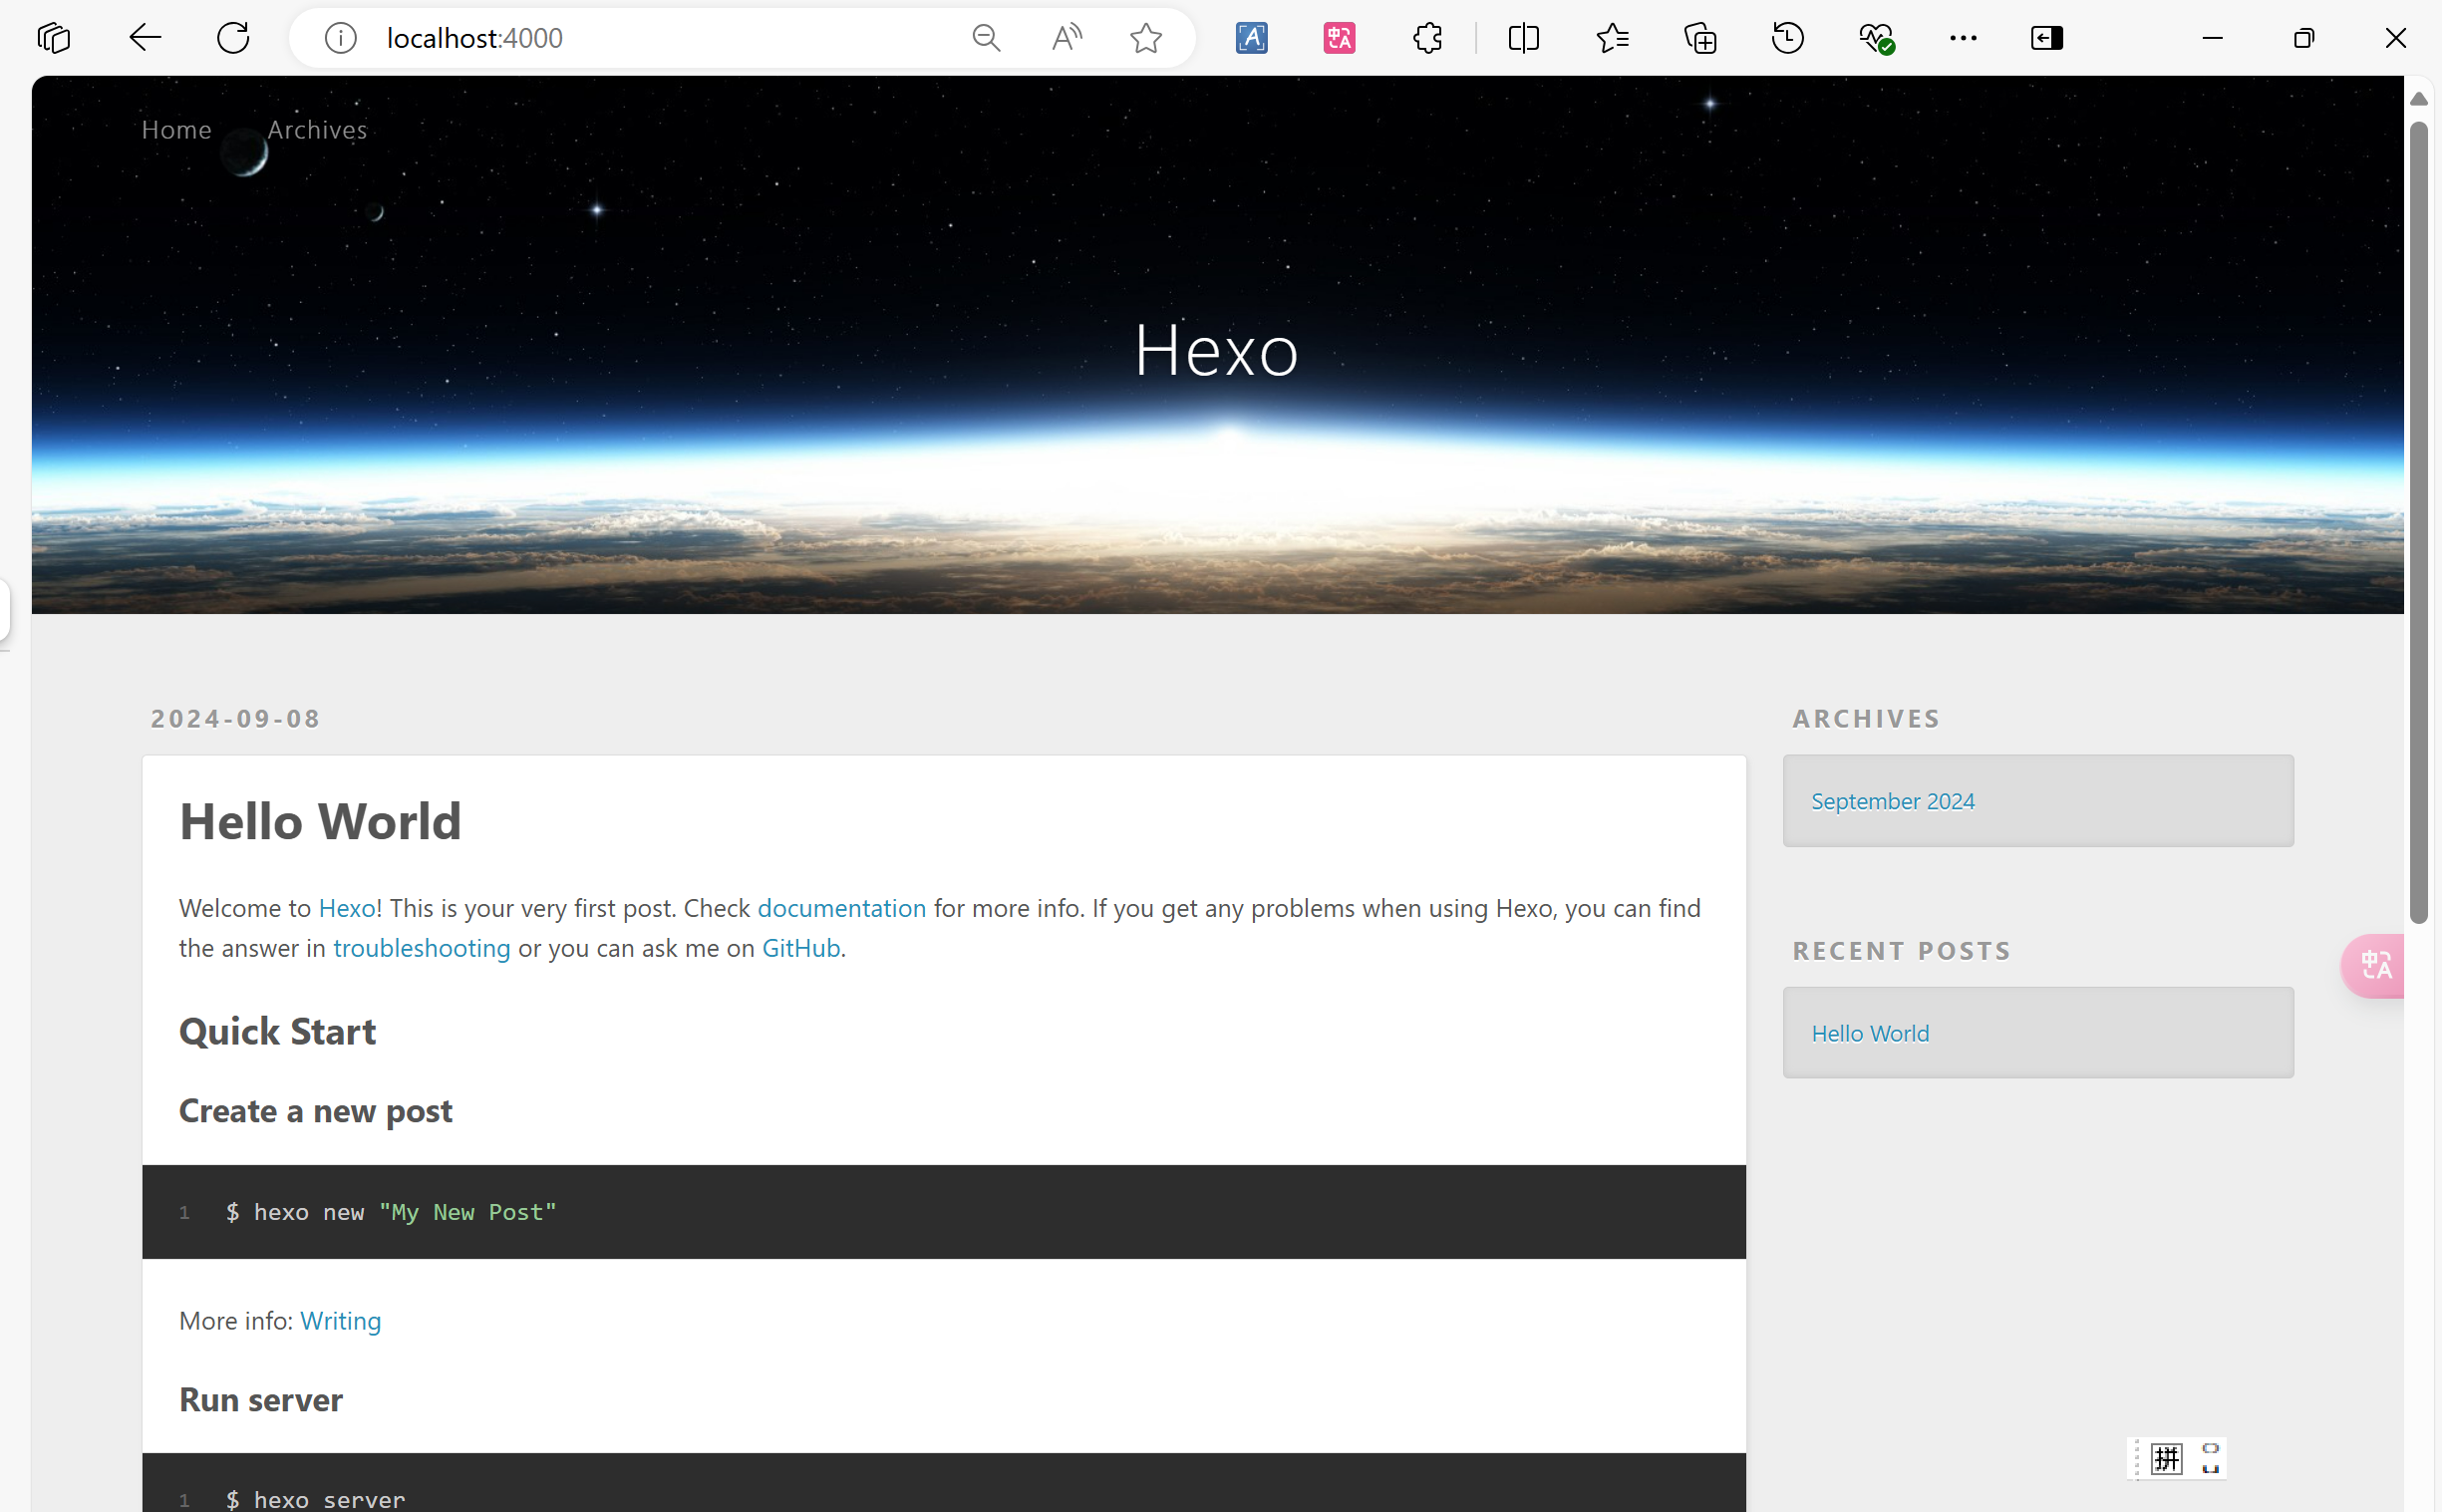 localhost:4000
Home Archives
Hexo
2024-09-08
Hello World
Welcome to Hexo! This is your very first post. Check documentation for more info. If you get any problems when using Hexo, you can find
the answer in troubleshooting or you can ask me on GitHub.
Quick Start
Create a new post
1 $ hexo new "My New Post"
More info: Writing
Run server
1 $ hexo server
ARCHIVES
September 2024
RECENT POSTS
Hello World
中A
拼